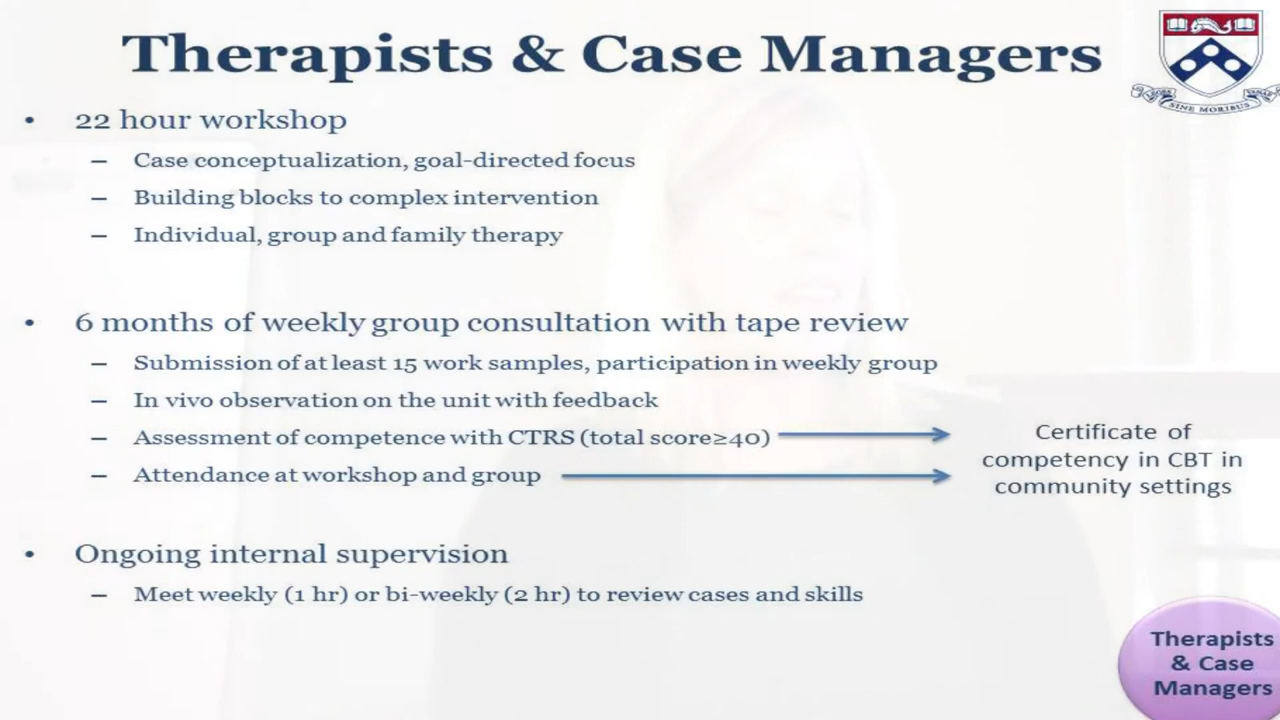 Therapists & Case Managers
• 22 hour workshop
– Case conceptualization, goal-directed focus
– Building blocks to complex intervention
– Individual, group and family therapy
• 6 months of weekly group consultation with tape review
– Submission of at least 15 work samples, participation in weekly group
– In vivo observation on the unit with feedback
– Assessment of competence with CTRS (total score≥40)
– Attendance at workshop and group
Certificate of
competency in CBT in
community settings
• Ongoing internal supervision
– Meet weekly (1 hr) or bi-weekly (2 hr) to review cases and skills
Therapists
& Case
Managers
SINE MORIBUS